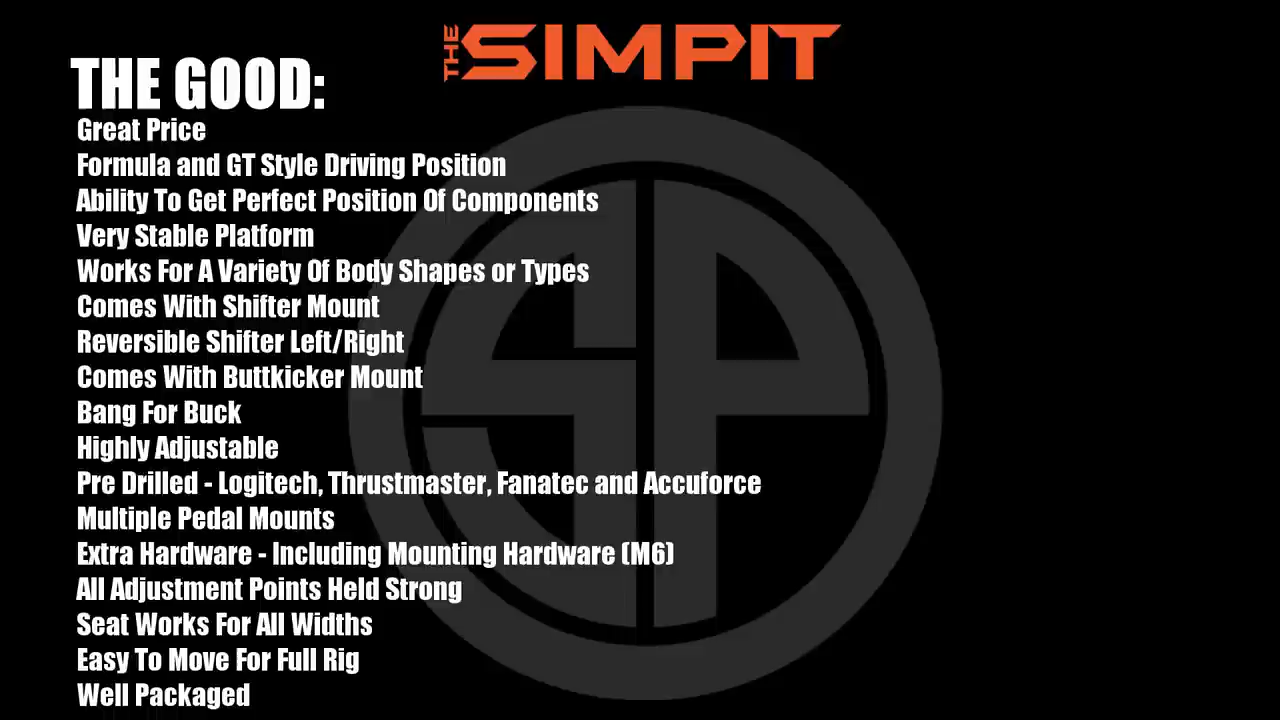 THE SIMPIT
THE GOOD:
Great Price
Formula and GT Style Driving Position
Ability To Get Perfect Position Of Components
Very Stable Platform
Works For A Variety Of Body Shapes or Types
Comes With Shifter Mount
Reversible Shifter Left/Right
Comes With Buttkicker Mount
Bang For Buck
Highly Adjustable
Pre Drilled - Logitech, Thrustmaster, Fanatec and Accuforce
Multiple Pedal Mounts
Extra Hardware - Including Mounting Hardware (M6)
All Adjustment Points Held Strong
Seat Works For All Widths
Easy To Move For Full Rig
Well Packaged
SP